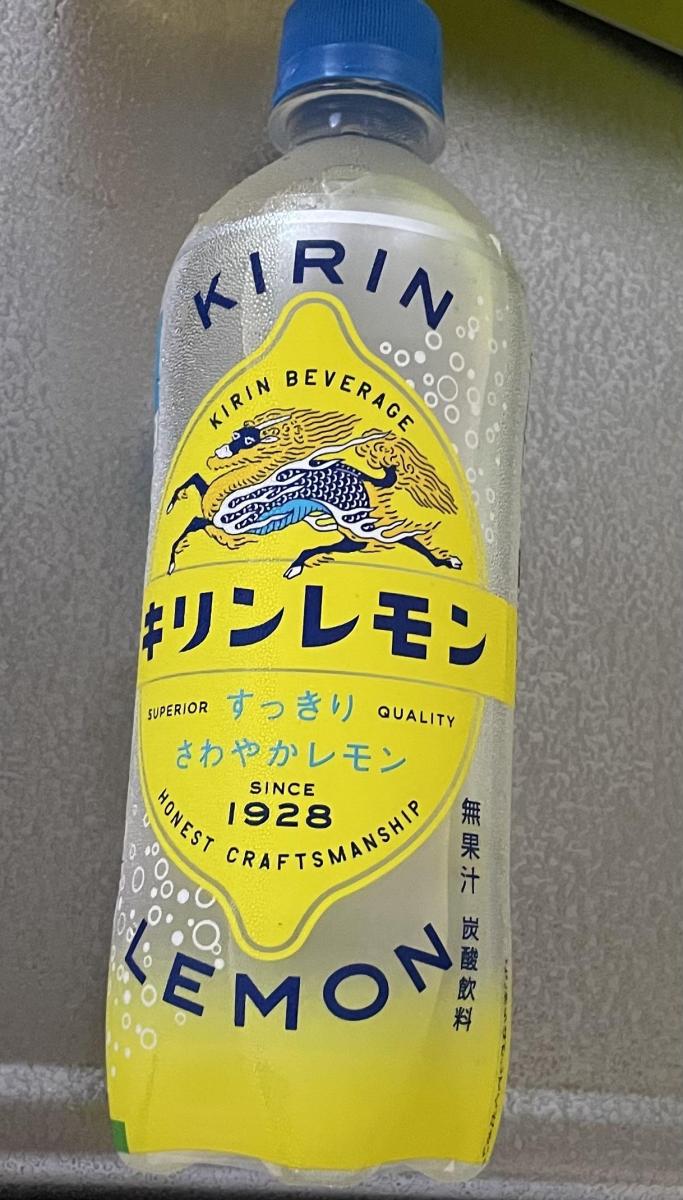 KIRIN
KIRIN BEVERAGE
キリンレモン
SUPERIOR すっきり QUALITY
さわやかレモン
SINCE
1928
HONEST CRAFTSMANSHIP
LEMON
無果汁 炭酸飲料